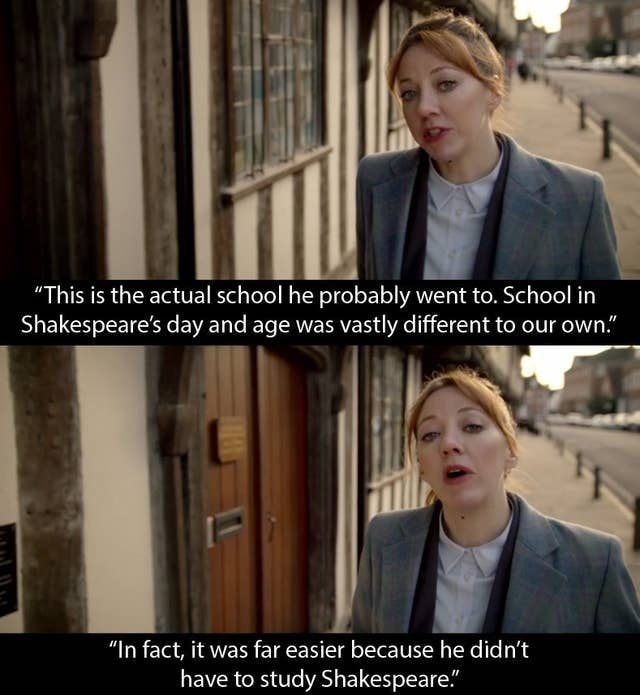 “This is the actual school he probably went to. School in
Shakespeare’s day and age was vastly different to our own.”
“In fact, it was far easier because he didn’t
have to study Shakespeare.”